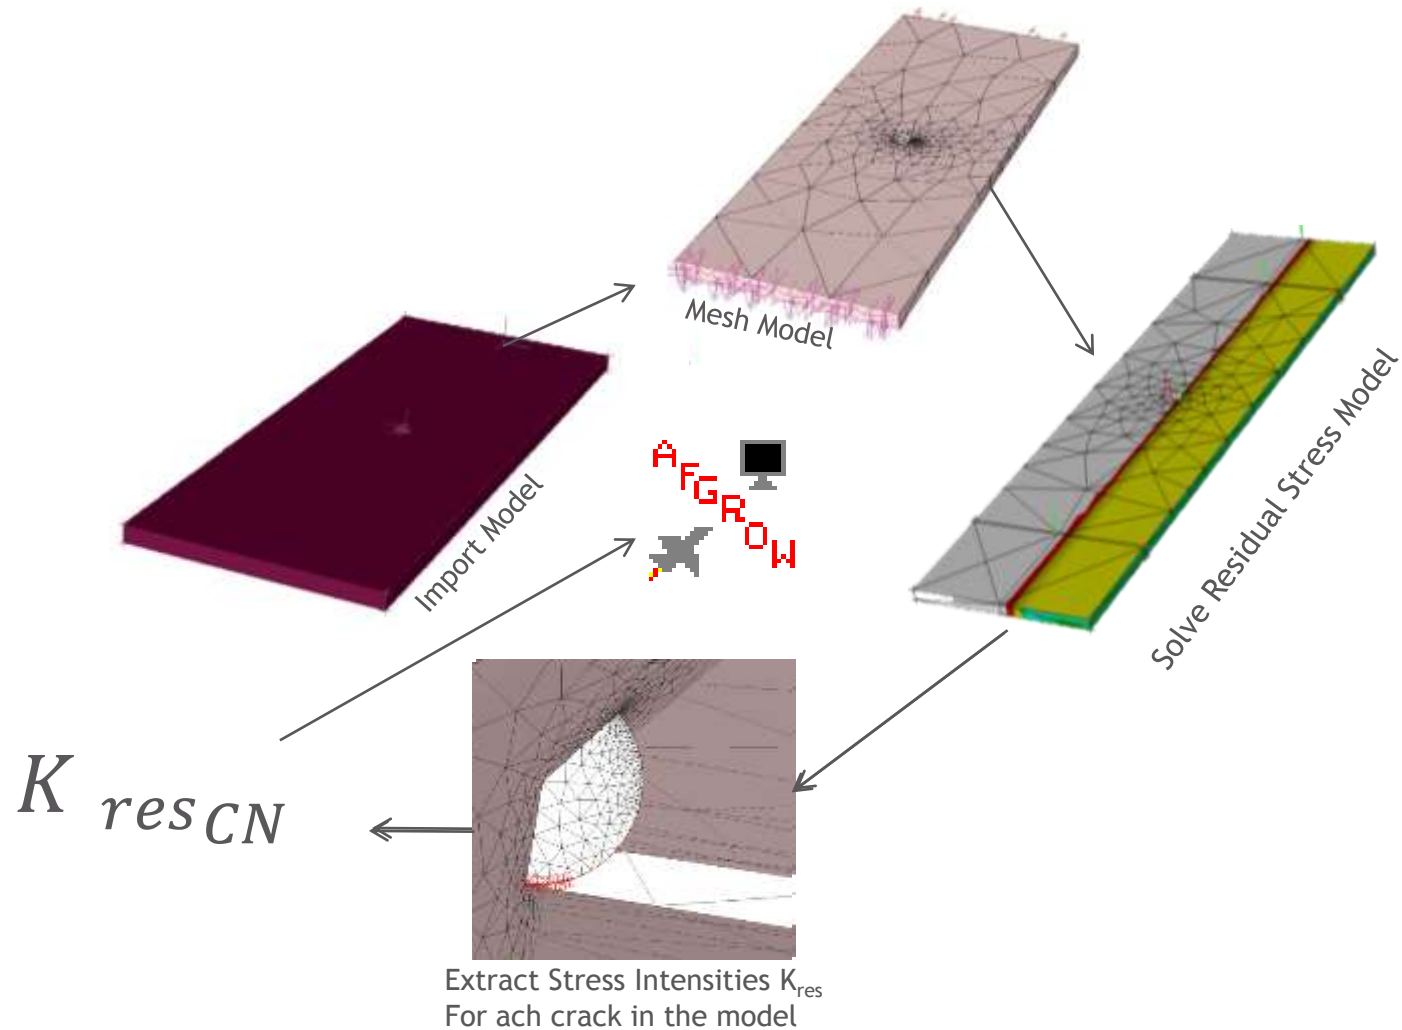 Mesh Model
Import Model
AFGROW
Solve Residual Stress Model
K res CN
Extract Stress Intensities Kres
For ach crack in the model